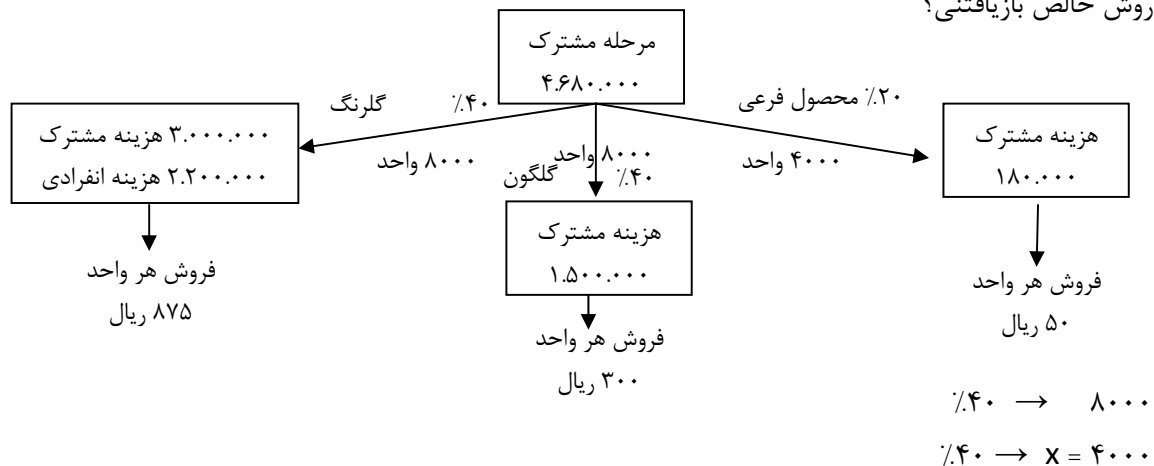 روش خالص بازیافتنی؟
مرحله مشترک
۴.۶۸۰.۰۰۰
گلرنگ ٪۴۰
٪۲۰ محصول فرعی
۳.۰۰۰.۰۰۰ هزینه مشترک
۲.۲۰۰.۰۰۰ هزینه انفرادی
۸۰۰۰ واحد
۸۰۰۰ واحد
گلگون ٪۴۰
۴۰۰۰ واحد
هزینه مشترک
۱۸۰.۰۰۰
هزینه مشترک
۱.۵۰۰.۰۰۰
فروش هر واحد
۸۷۵ ریال
فروش هر واحد
۳۰۰ ریال
فروش هر واحد
۵۰ ریال
٪۴۰ → ۸۰۰۰
٪۴۰ → x = ۴۰۰۰